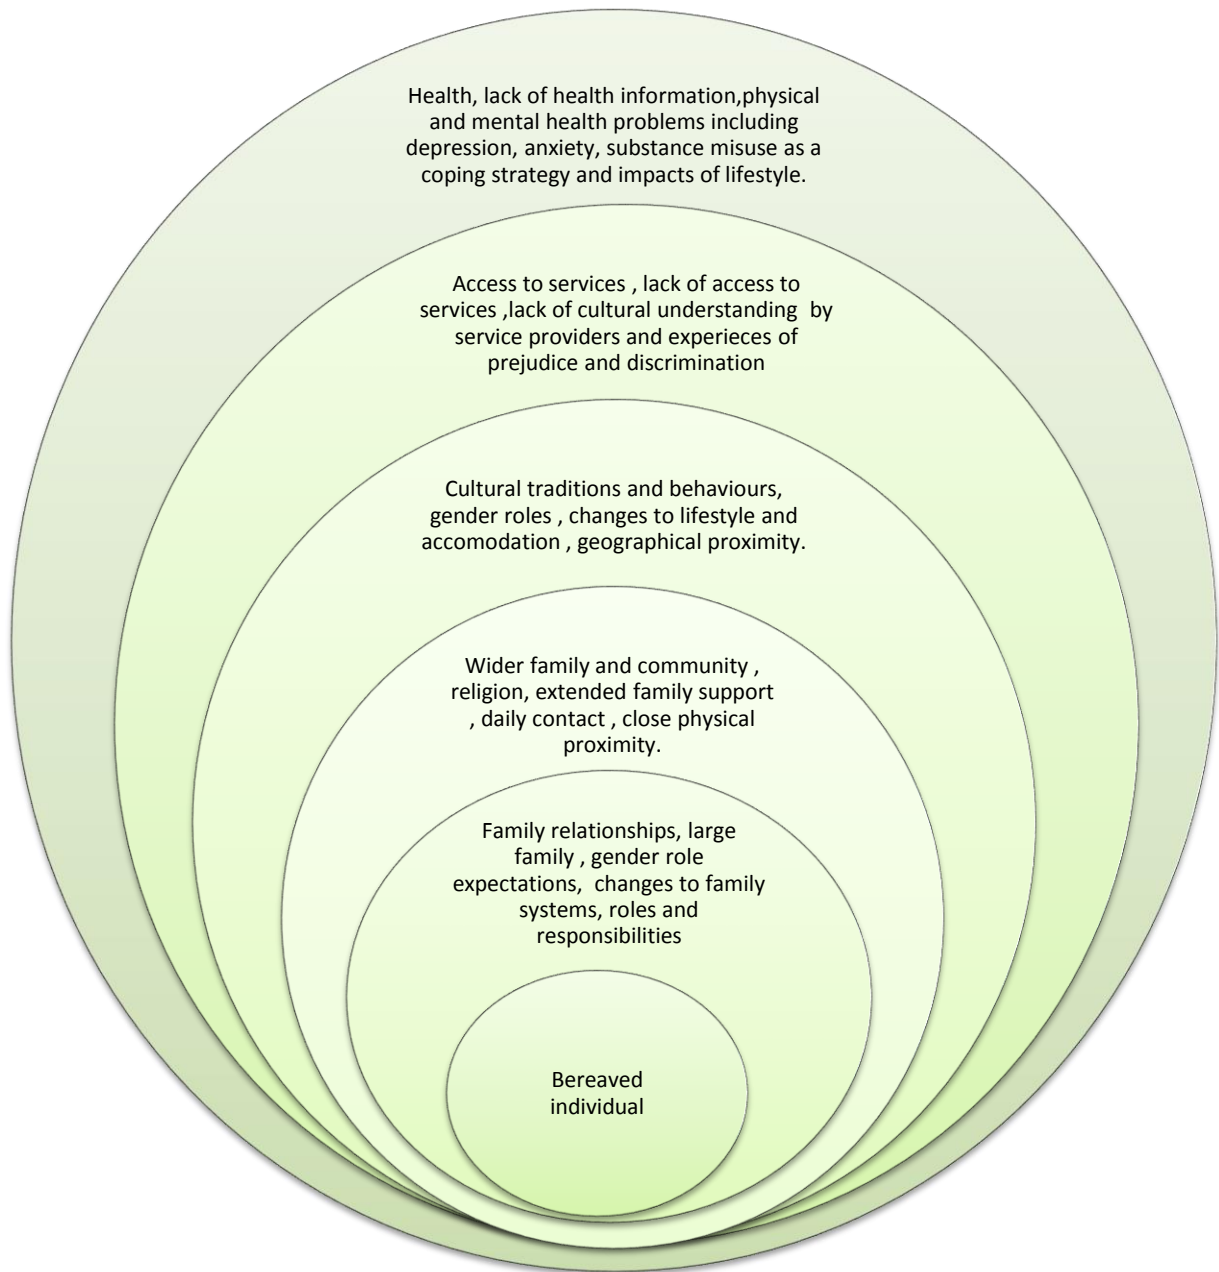 Health, lack of health information,physical
and mental health problems including
depression, anxiety, substance misuse as a
coping strategy and impacts of lifestyle.
Access to services , lack of access to
services ,lack of cultural understanding  by
service providers and experieces of
prejudice and discrimination
Cultural traditions and behaviours,
gender roles , changes to lifestyle and
accomodation , geographical proximity.
Wider family and community ,
religion, extended family support
, daily contact , close physical
proximity.
Family relationships, large
family , gender role
expectations,  changes to family
systems, roles and
responsibilities
Bereaved
individual